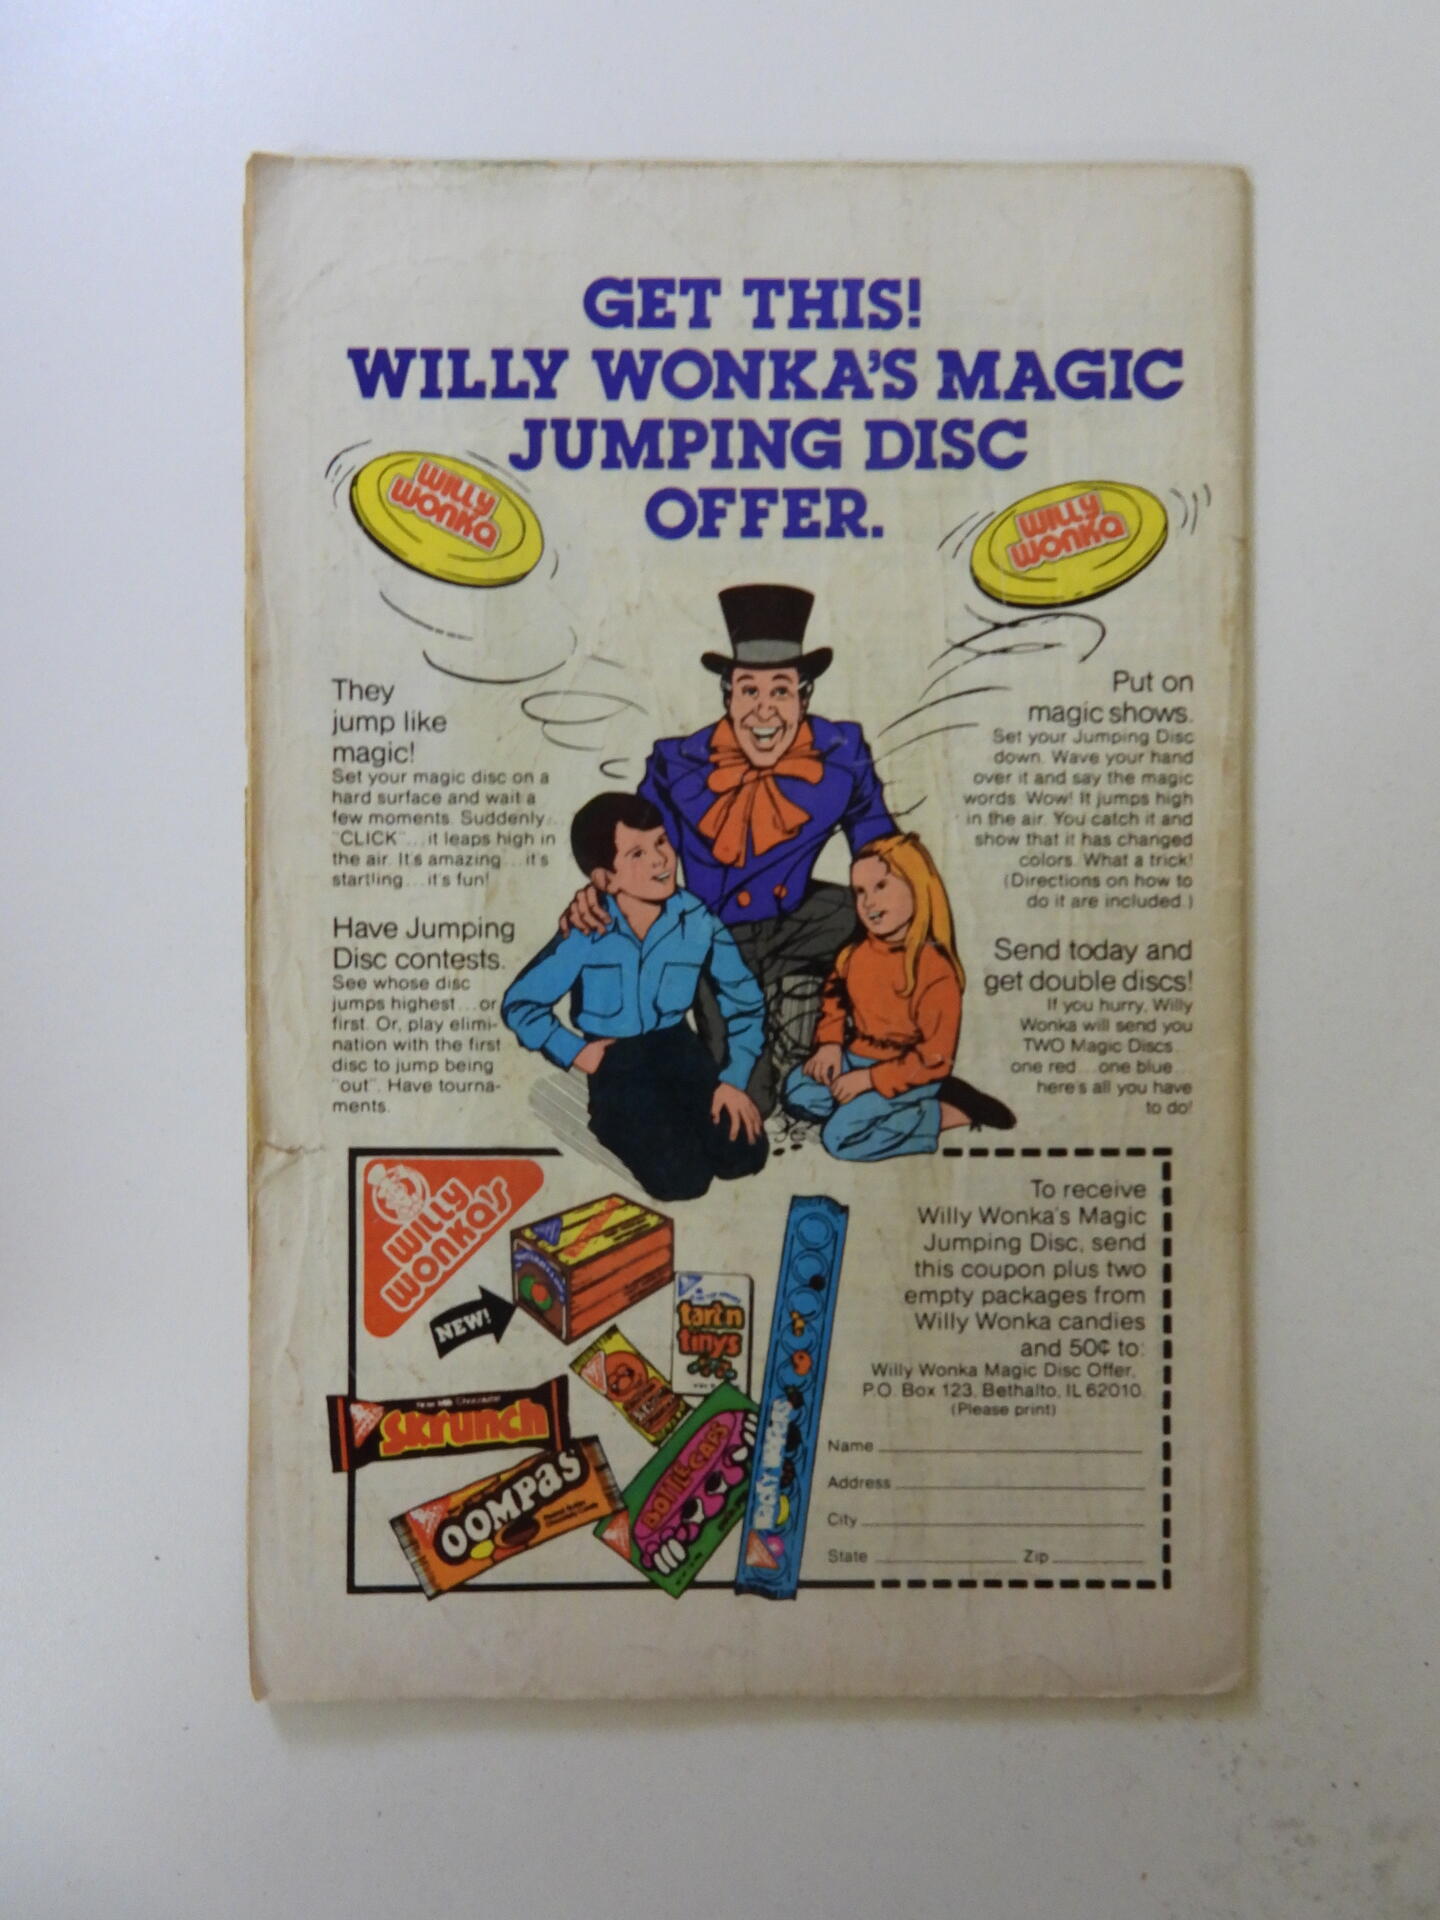 GET THIS!
WILLY WONKA'S MAGIC
JUMPING DISC
OFFER.
WILLY
WONKA
WILLY
WONKA
They
jump like
magic!
Set your magic disc on a
hard surface and wait a
few moments. Suddenly...
"CLICK"...it leaps high in
the air. It's amazing...it's
startling...it's fun!
Have Jumping
Disc contests.
See whose disc
jumps highest...or
first. Or, play elimi-
nation with the first
disc to jump being
"out". Have tourna-
ments.
Put on
magic shows.
Set your Jumping Disc
down. Wave your hand
over it and say the magic
words. Wow! It jumps high
in the air. You catch it and
show that it has changed
colors. What a trick!
(Directions on how to
do it are included.)
Send today and
get double discs!
If you hurry, Willy
Wonka will send you
TWO Magic Discs...
one red...one blue...
here's all you have
to do!
WILLY
WONKA'S
NEW!
tart n
tinys
Milk Chocolate
Skrunch
OOMPAS
BOTTLE CAPS
WACKY WAFERS
To receive
Willy Wonka's Magic
Jumping Disc, send
this coupon plus two
empty packages from
Willy Wonka candies
and 50¢ to:
Willy Wonka Magic Disc Offer,
P.O. Box 123, Bethalto, IL 62010.
(Please print)
Name
Address
City
State Zip